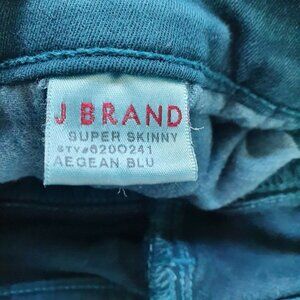 J BRAND
SUPER SKINNY
STY#620O241
AEGEAN BLU